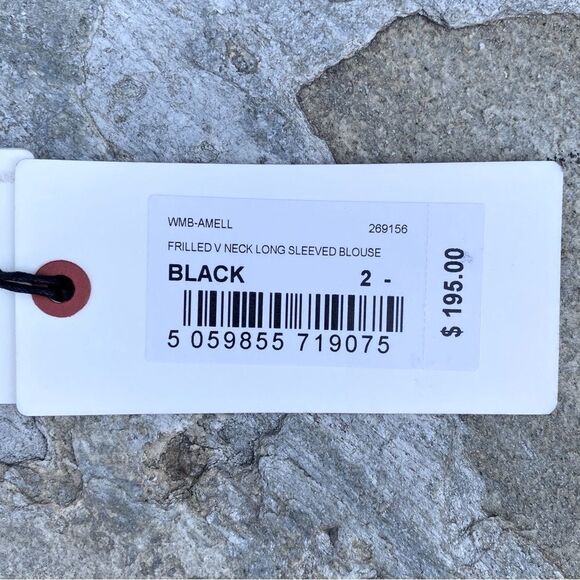 WMB-AMELL 269156
FRILLED V NECK LONG SLEEVED BLOUSE
BLACK 2 -
5 059855 719075
$ 195.00